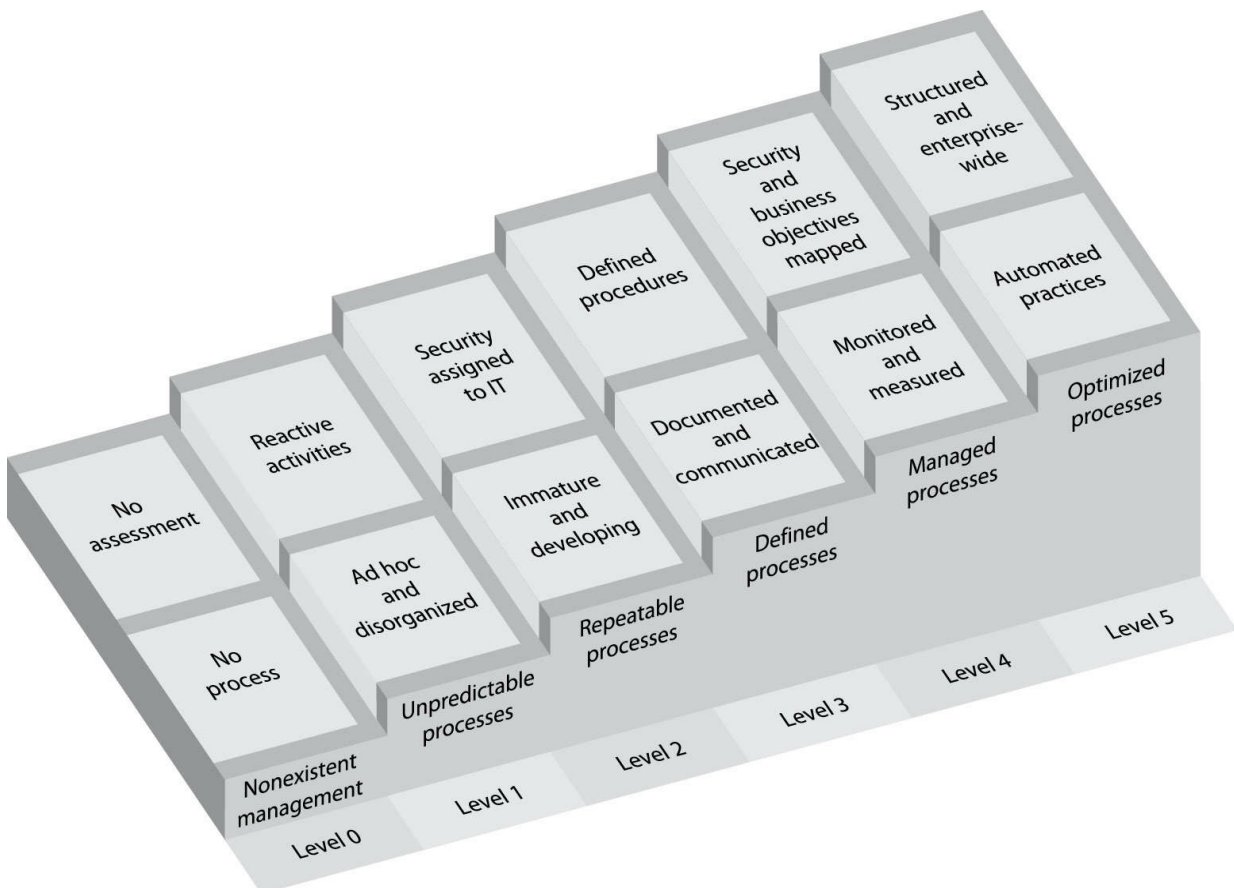 No
assessment
No
process
Nonexistent
management
Level 0
Reactive
activities
Ad hoc
and
disorganized
Unpredictable
processes
Level 1
Security
assigned
to IT
Immature
and
developing
Repeatable
processes
Level 2
Defined
procedures
Documented
and
communicated
Defined
processes
Level 3
Security
and
business
objectives
mapped
Monitored
and
measured
Managed
processes
Level 4
Structured
and
enterprise-
wide
Automated
practices
Optimized
processes
Level 5